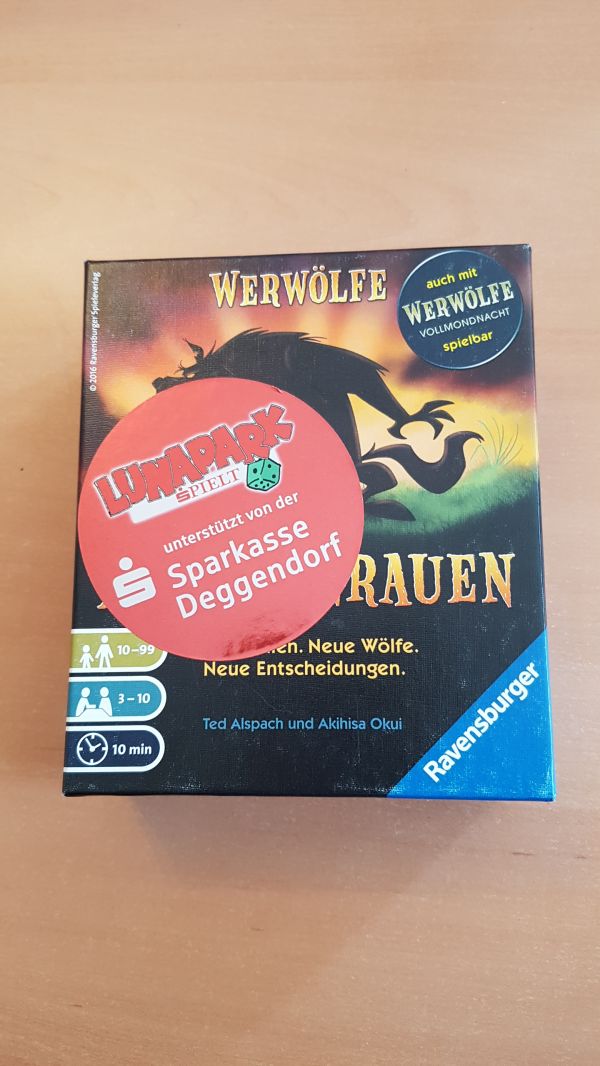 © 2016 Ravensburger Spieleverlag
WERWÖLFE
auch mit
WERWÖLFE
VOLLMONDNACHT
spielbar
LUNAPARK
SPIELT
unterstützt von der
Sparkasse
Deggendorf
RAUEN
Neue Wölfe.
Neue Entscheidungen.
10–99
3 – 10
10 min
Ted Alspach und Akihisa Okui
Ravensburger